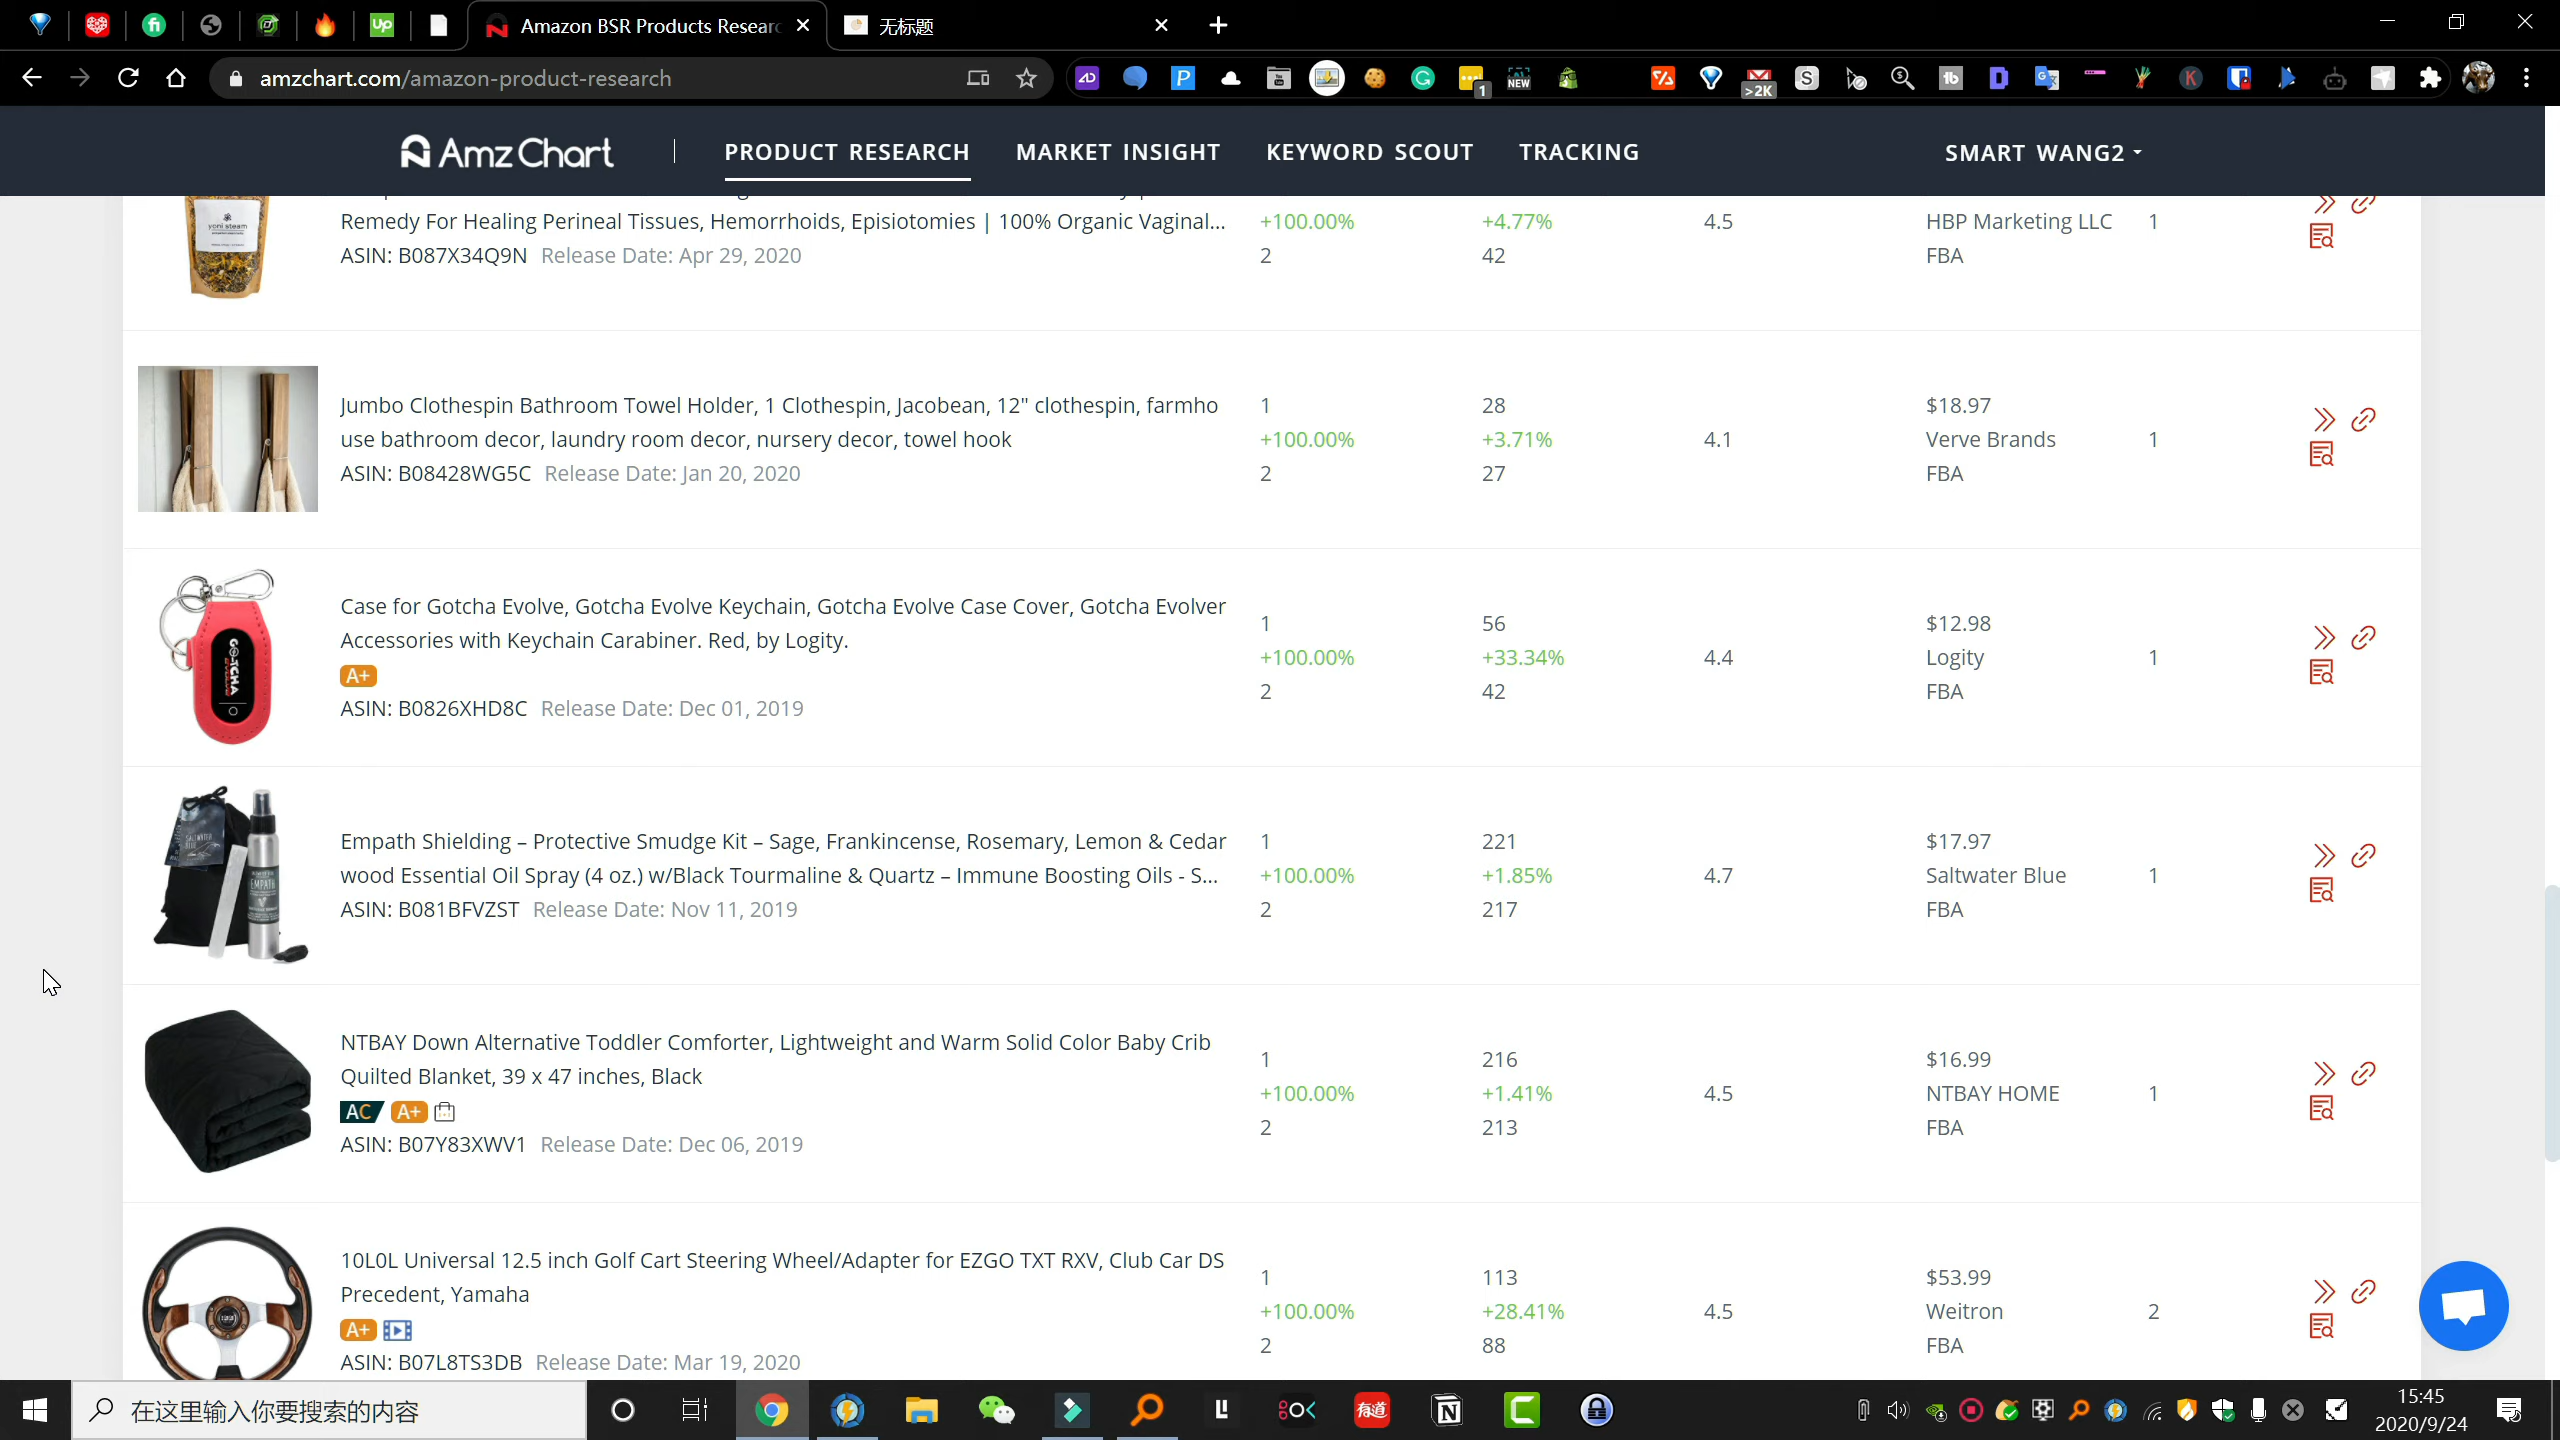 Amazon BSR Products Researc
无标题
amzchart.com/amazon-product-research
1
NEW
>2K
AmzChart
PRODUCT RESEARCH
MARKET INSIGHT
KEYWORD SCOUT
TRACKING
SMART WANG2
yoni steam
Remedy For Healing Perineal Tissues, Hemorrhoids, Episiotomies | 100% Organic Vaginal...
ASIN: B087X34Q9N Release Date: Apr 29, 2020
+100.00%
2
+4.77%
42
4.5
HBP Marketing LLC
FBA
1
Jumbo Clothespin Bathroom Towel Holder, 1 Clothespin, Jacobean, 12" clothespin, farmho
use bathroom decor, laundry room decor, nursery decor, towel hook
ASIN: B08428WG5C Release Date: Jan 20, 2020
1
+100.00%
2
28
+3.71%
27
4.1
$18.97
Verve Brands
FBA
1
GO-TCHA
Case for Gotcha Evolve, Gotcha Evolve Keychain, Gotcha Evolve Case Cover, Gotcha Evolver
Accessories with Keychain Carabiner. Red, by Logity.
A+
ASIN: B0826XHD8C Release Date: Dec 01, 2019
1
+100.00%
2
56
+33.34%
42
4.4
$12.98
Logity
FBA
1
EMPATH
Empath Shielding – Protective Smudge Kit – Sage, Frankincense, Rosemary, Lemon & Cedar
wood Essential Oil Spray (4 oz.) w/Black Tourmaline & Quartz – Immune Boosting Oils - S...
ASIN: B081BFVZST Release Date: Nov 11, 2019
1
+100.00%
2
221
+1.85%
217
4.7
$17.97
Saltwater Blue
FBA
1
NTBAY Down Alternative Toddler Comforter, Lightweight and Warm Solid Color Baby Crib
Quilted Blanket, 39 x 47 inches, Black
AC A+
ASIN: B07Y83XWV1 Release Date: Dec 06, 2019
1
+100.00%
2
216
+1.41%
213
4.5
$16.99
NTBAY HOME
FBA
1
10L0L Universal 12.5 inch Golf Cart Steering Wheel/Adapter for EZGO TXT RXV, Club Car DS
Precedent, Yamaha
A+
ASIN: B07L8TS3DB Release Date: Mar 19, 2020
1
+100.00%
2
113
+28.41%
88
4.5
$53.99
Weitron
FBA
2
在这里输入你要搜索的内容
有道
15:45
2020/9/24